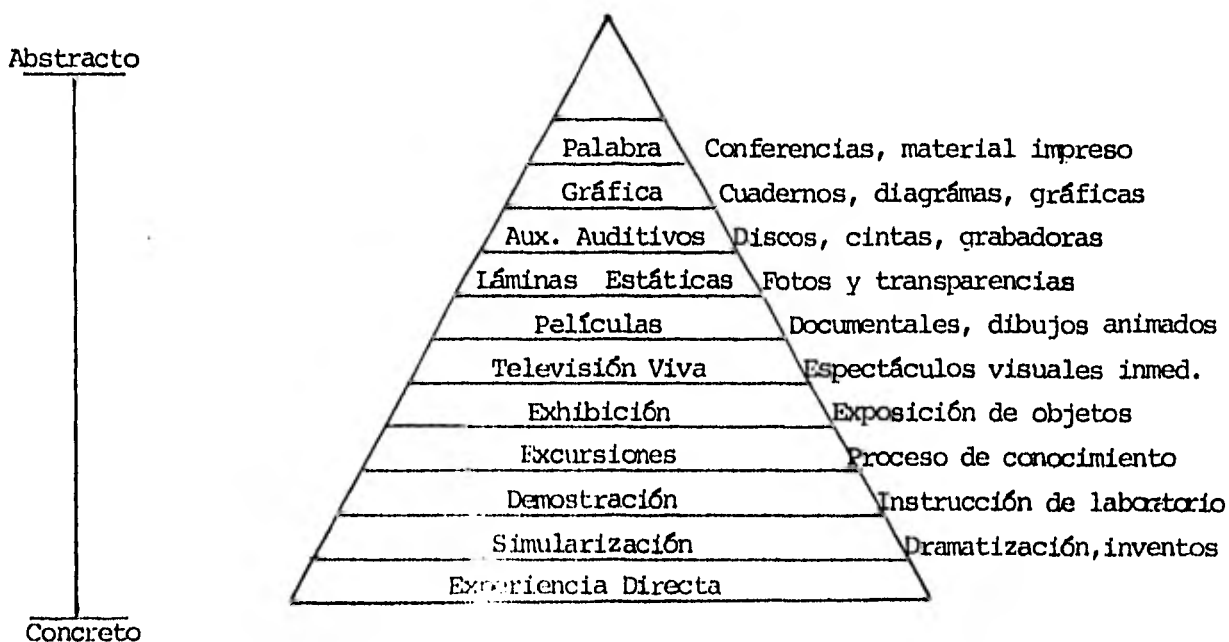 Abstracto
Palabra Conferencias, material impreso
Gráfica Cuadernos, diagrámas, gráficas
Aux. Auditivos Discos, cintas, grabadoras
Láminas Estáticas Fotos y transparencias
Películas Documentales, dibujos animados
Televisión Viva Espectáculos visuales inmed.
Exhibición Exposición de objetos
Excursiones Proceso de conocimiento
Demostración Instrucción de laboratorio
Simularización Dramatización,inventos
Experiencia Directa
Concreto